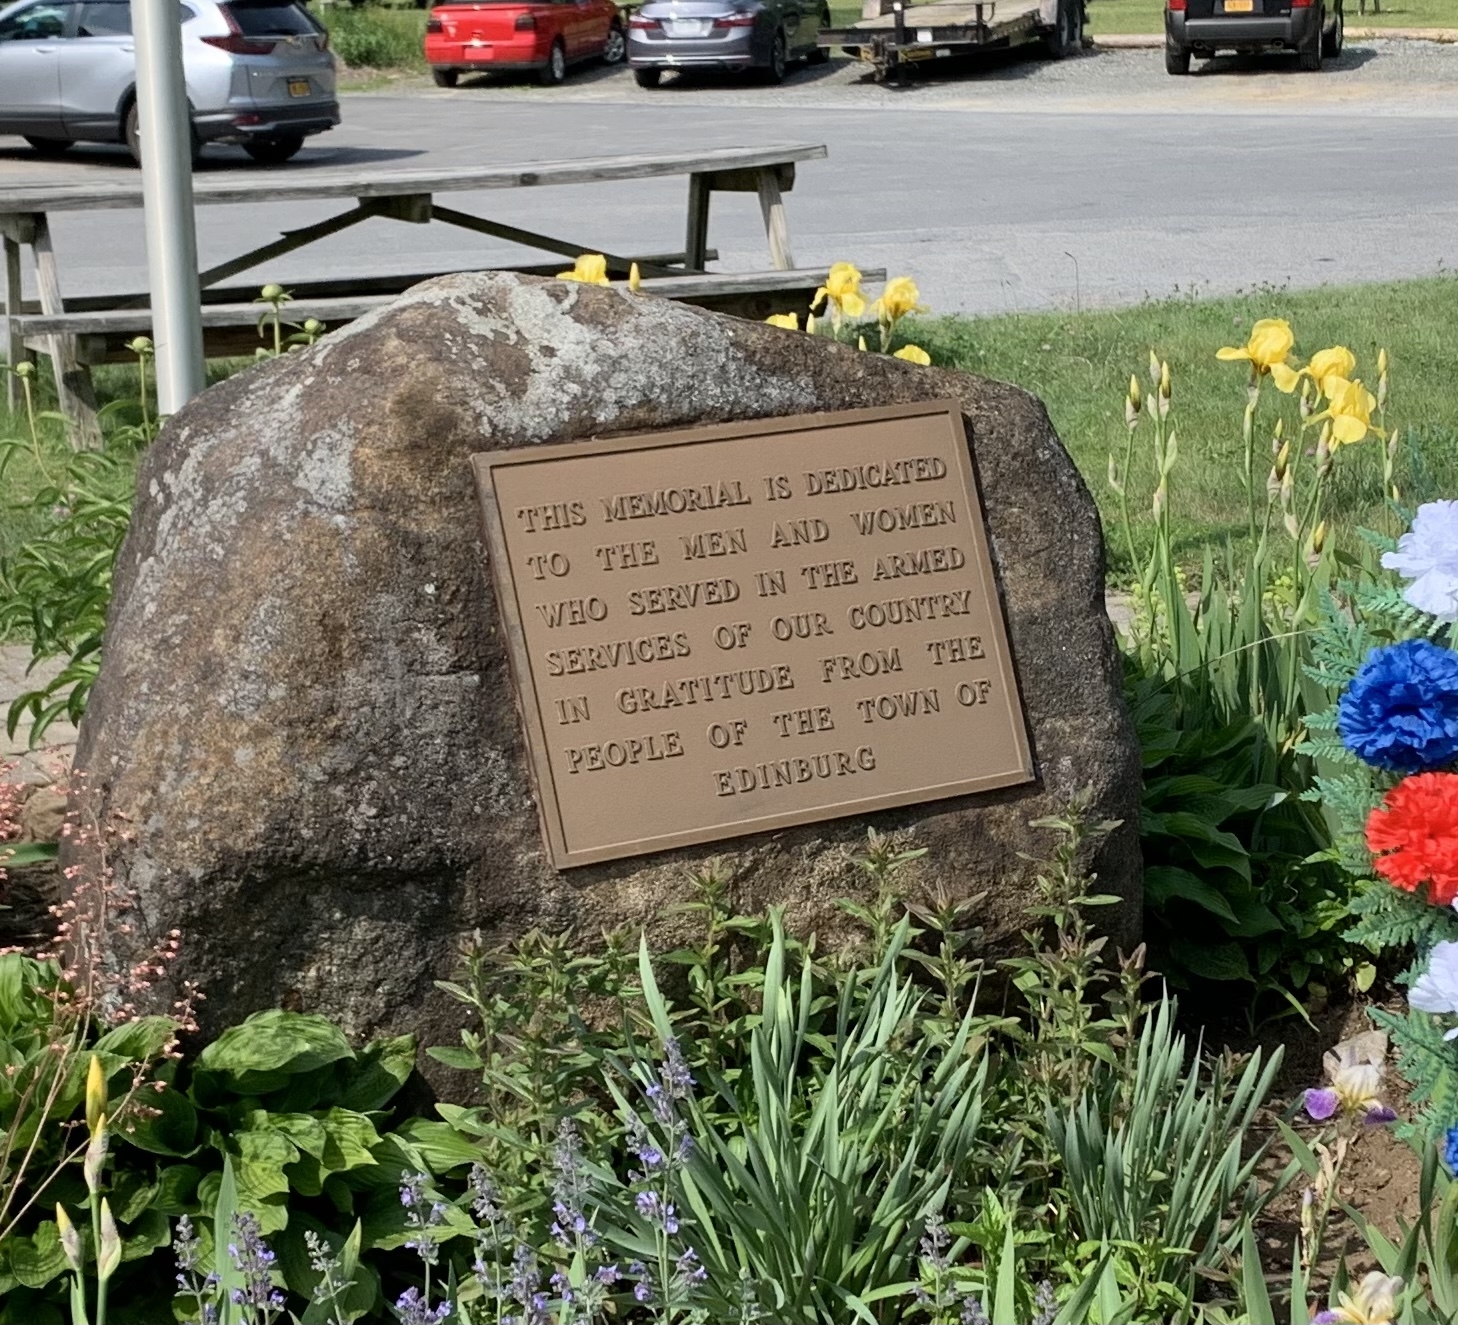 THIS MEMORIAL IS DEDICATED
TO THE MEN AND WOMEN
WHO SERVED IN THE ARMED
SERVICES OF OUR COUNTRY
IN GRATITUDE FROM THE
PEOPLE OF THE TOWN OF
EDINBURG